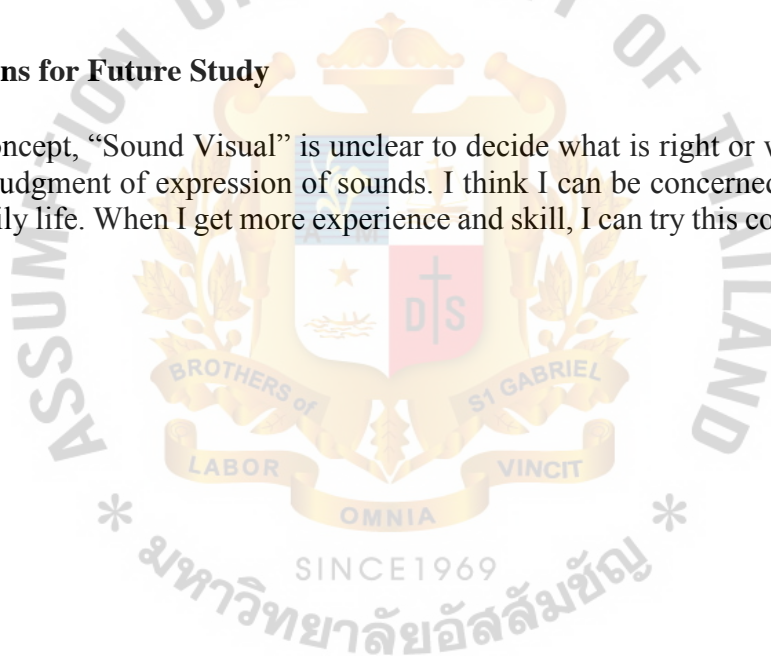 ns for Future Study
oncept, “Sound Visual” is unclear to decide what is right or w
udgment of expression of sounds. I think I can be concerned
ily life. When I get more experience and skill, I can try this co
ASSUMPTION OF THAILAND
A M
D S
BROTHERS of ST GABRIEL
LABOR OMNIA VINCIT
SINCE1969
* มหาวิทยาลัยอัสสัมชัญ *